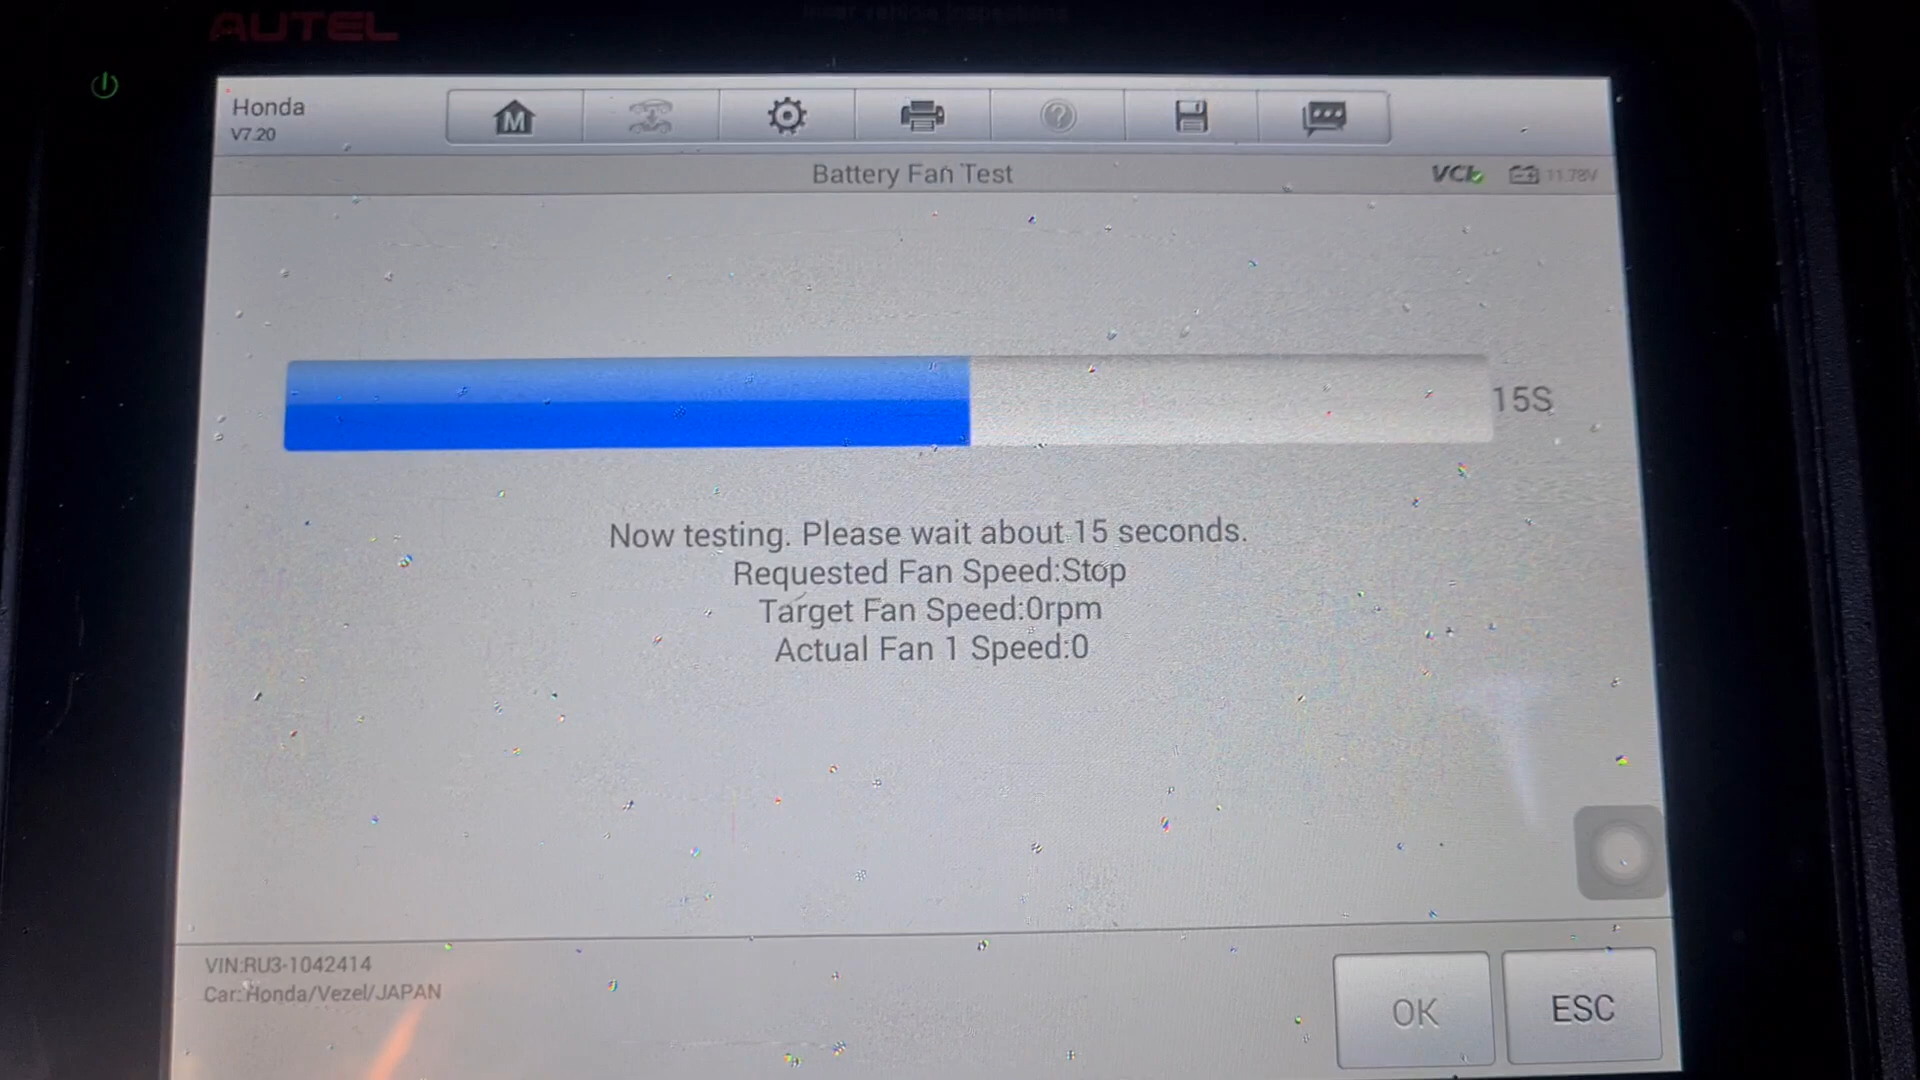 AUTEL
Honda
V7.20
M
Battery Fan Test
VCI
11.78V
15S
Now testing. Please wait about 15 seconds.
Requested Fan Speed:Stop
Target Fan Speed:0rpm
Actual Fan 1 Speed:0
VIN:RU3-1042414
Car:Honda/Vezel/JAPAN
OK
ESC